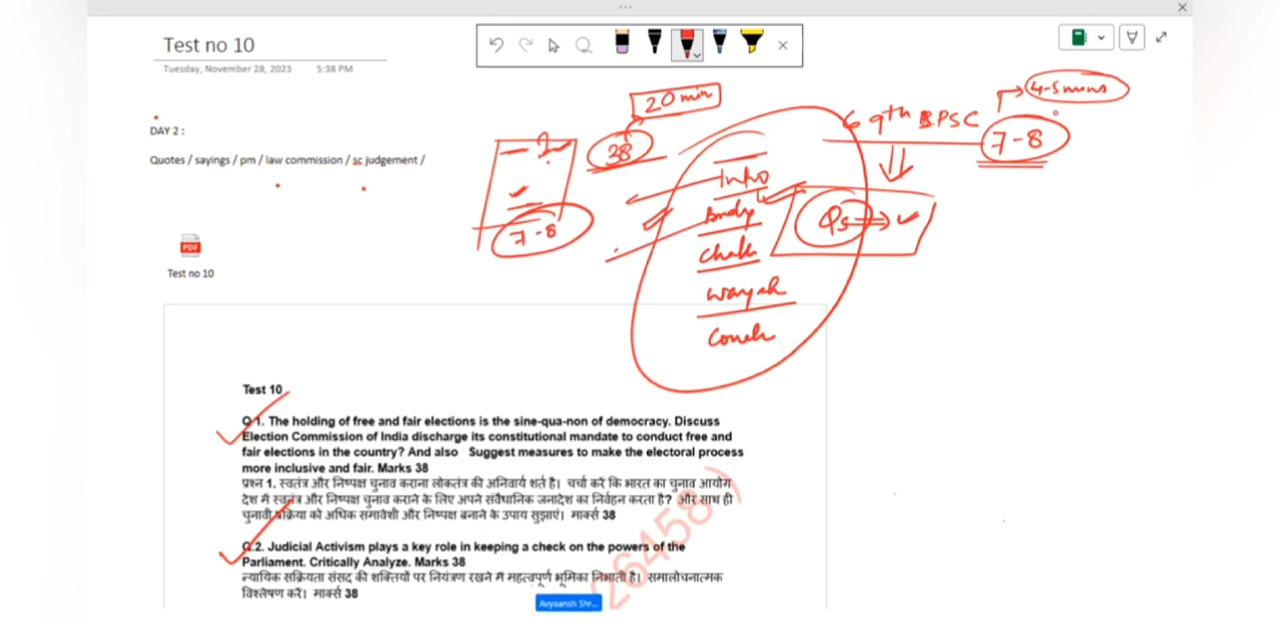 Test no 10
Tuesday, November 28, 2023 5:38 PM
20 min
4-5 mins
69th BPSC
7-8
38
DAY 2 :
Quotes / sayings / pm / law commission / sc judgement /
Intro
Body
Qs
7-8
Chall
PDF
Test no 10
wayah
Conch
Test 10
Q 1. The holding of free and fair elections is the sine-qua-non of democracy. Discuss
Election Commission of India discharge its constitutional mandate to conduct free and
fair elections in the country? And also Suggest measures to make the electoral process
more inclusive and fair. Marks 38
प्रश्न 1. स्वतंत्र और निष्पक्ष चुनाव कराना लोकतंत्र की अनिवार्य शर्त है। चर्चा करें कि भारत का चुनाव आयोग
देश में स्वतंत्र और निष्पक्ष चुनाव कराने के लिए अपने संवैधानिक जनादेश का निर्वहन करता है? और साथ ही
चुनावी प्रक्रिया को अधिक समावेशी और निष्पक्ष बनाने के उपाय सुझाएं। मार्क्स 38
Q.2. Judicial Activism plays a key role in keeping a check on the powers of the
Parliament. Critically Analyze. Marks 38
न्यायिक सक्रियता संसद की शक्तियों पर नियंत्रण रखने में महत्वपूर्ण भूमिका निभाती है। समालोचनात्मक
विश्लेषण करें। मार्क्स 38
26458 )
Avyaansh Shr...